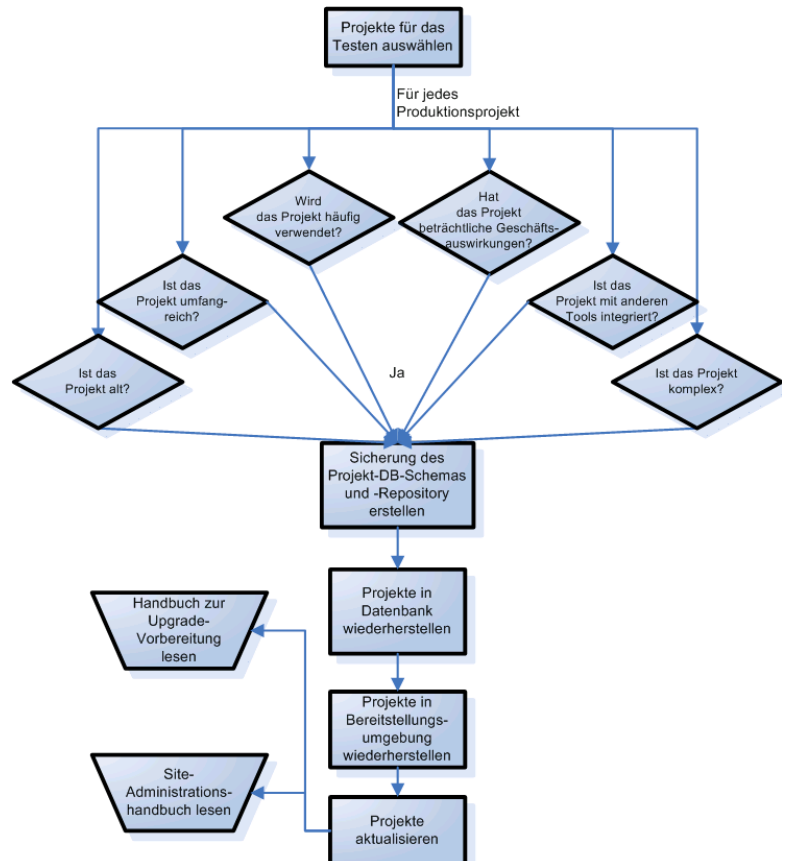 Projekte für das
Testen auswählen
Für jedes
Produktionsprojekt
Wird
das Projekt häufig
verwendet?
Hat
das Projekt
beträchtliche Geschäfts-
auswirkungen?
Ist das
Projekt umfang-
reich?
Ist das
Projekt mit anderen
Tools integriert?
Ist das
Projekt alt?
Ja
Ist das Projekt
komplex?
Sicherung des
Projekt-DB-Schemas
und -Repository
erstellen
Projekte in
Datenbank
wiederherstellen
Handbuch zur
Upgrade-
Vorbereitung
lesen
Projekte in
Bereitstellungs-
umgebung
wiederherstellen
Site-
Administrations-
handbuch lesen
Projekte
aktualisieren